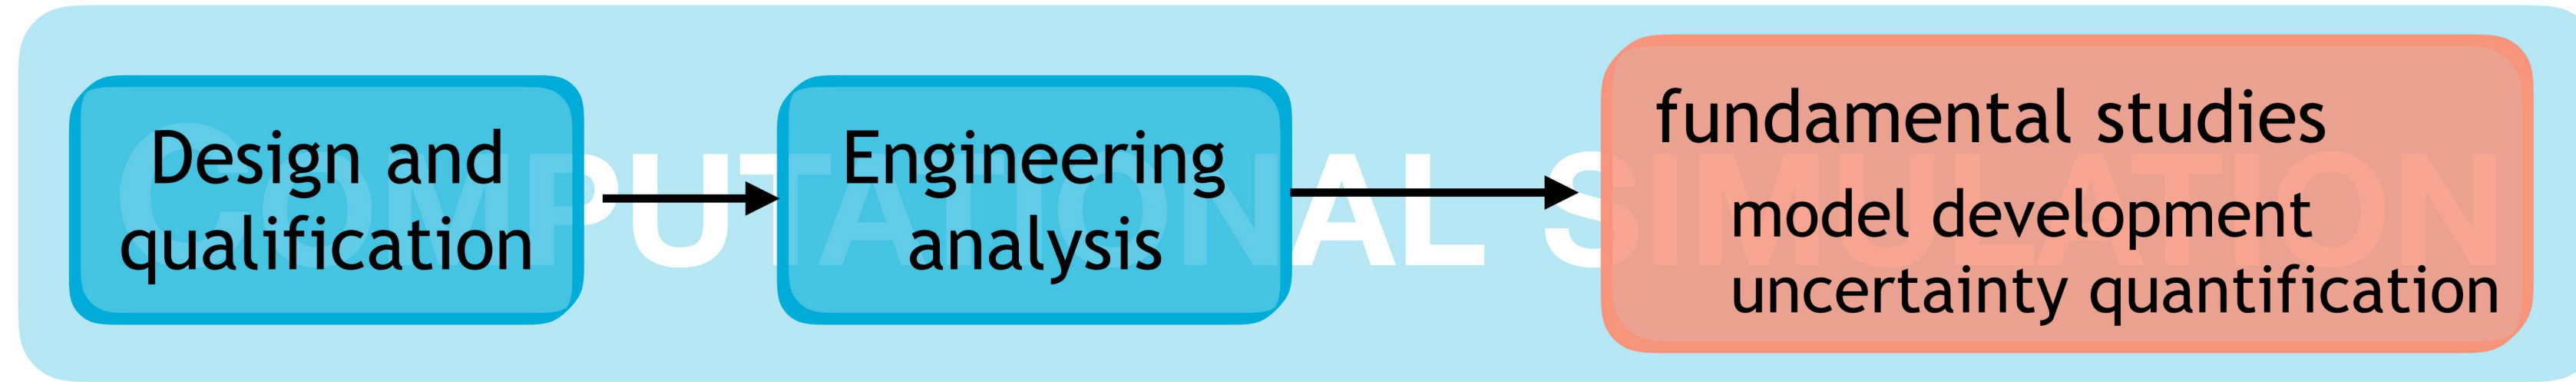 COMPUTATIONAL SIMULATION
Design and
qualification
Engineering
analysis
fundamental studies
model development
uncertainty quantification